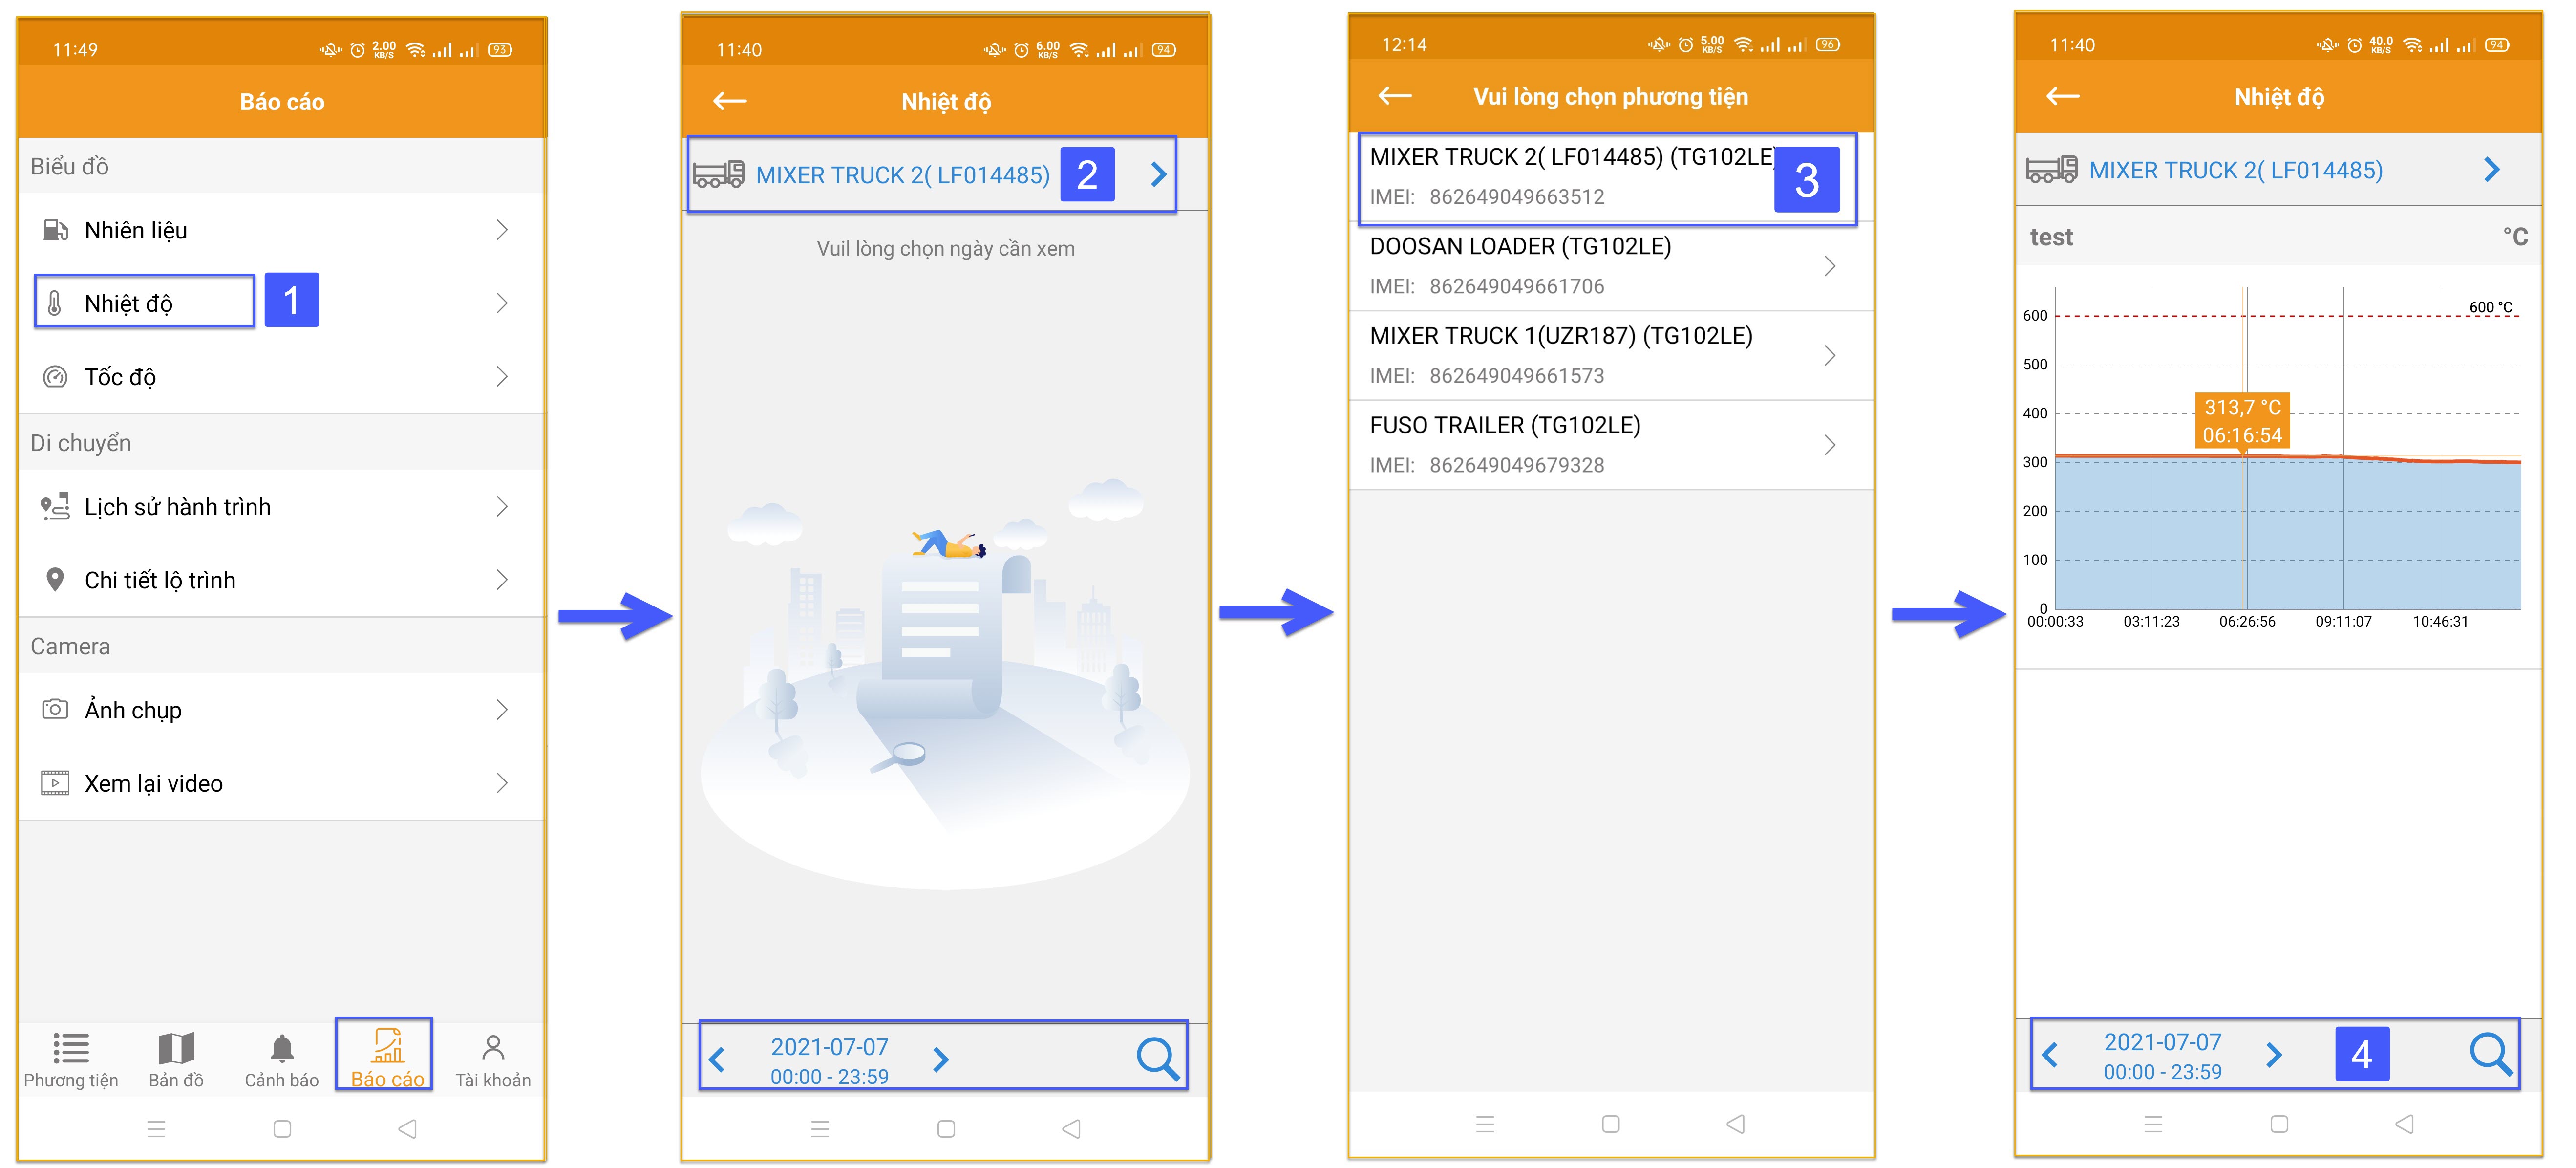 11:49
2.00
KB/S
93
Báo cáo
Biểu đồ
Nhiên liệu
Nhiệt độ
1
Tốc độ
Di chuyển
Lịch sử hành trình
Chi tiết lộ trình
Camera
Ảnh chụp
Xem lại video
Phương tiện
Bản đồ
Cảnh báo
Báo cáo
Tài khoản
11:40
6.00
KB/S
94
Nhiệt độ
MIXER TRUCK 2( LF014485)
2
Vuil lòng chọn ngày cần xem
2021-07-07
00:00 - 23:59
12:14
5.00
KB/S
96
Vui lòng chọn phương tiện
MIXER TRUCK 2( LF014485) (TG102LE)
IMEI: 862649049663512
3
DOOSAN LOADER (TG102LE)
IMEI: 862649049661706
MIXER TRUCK 1(UZR187) (TG102LE)
IMEI: 862649049661573
FUSO TRAILER (TG102LE)
IMEI: 862649049679328
11:40
40.0
KB/S
94
Nhiệt độ
MIXER TRUCK 2( LF014485)
test °C
600 °C
600
500
400
313,7 °C
06:16:54
300
200
100
0
00:00:33 03:11:23 06:26:56 09:11:07 10:46:31
2021-07-07
00:00 - 23:59
4